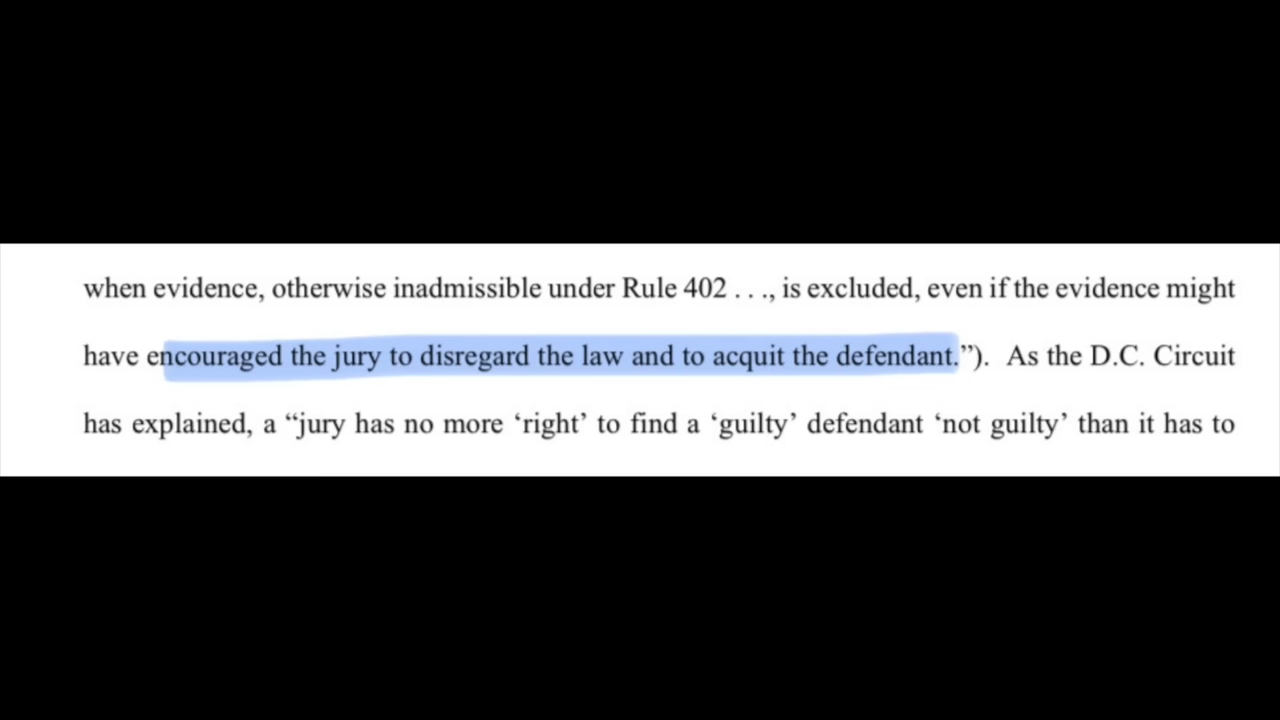 when evidence, otherwise inadmissible under Rule 402 . . ., is excluded, even if the evidence might
have encouraged the jury to disregard the law and to acquit the defendant.”).  As the D.C. Circuit
has explained, a “jury has no more ‘right’ to find a ‘guilty’ defendant ‘not guilty’ than it has to